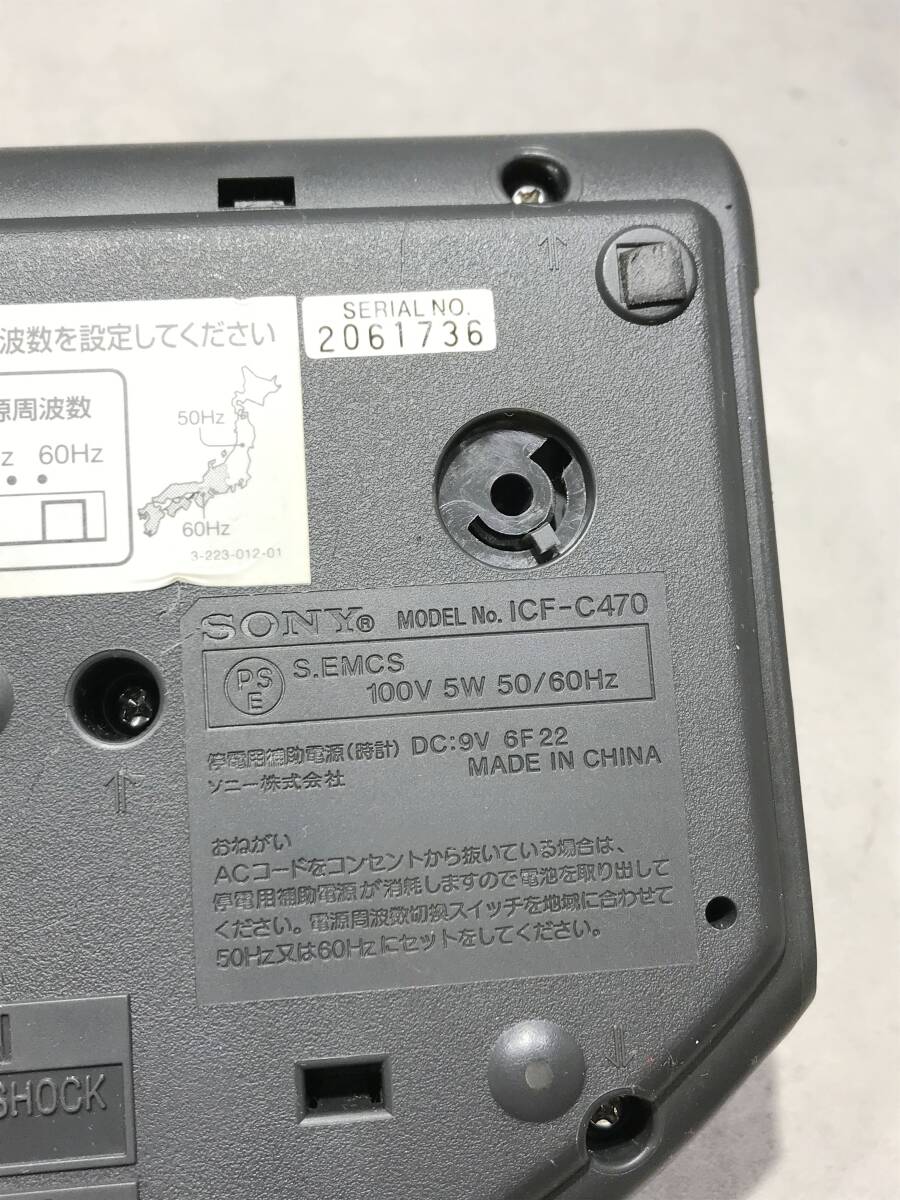 SERIAL NO.
2061736
波数を設定してください
源周波数
z 60Hz
50Hz
60Hz
3-223-012-01
SONY® MODEL No. ICF-C470
PS
E
S.EMCS
100V 5W 50/60Hz
停電用補助電源(時計) DC:9V 6F22
ソニー株式会社 MADE IN CHINA
おねがい
ACコードをコンセントから抜いている場合は、
停電用補助電源が消耗しますので電池を取り出して
ください。電源周波数切換スイッチを地域に合わせて
50Hz又は60Hzにセットをしてください。
SHOCK